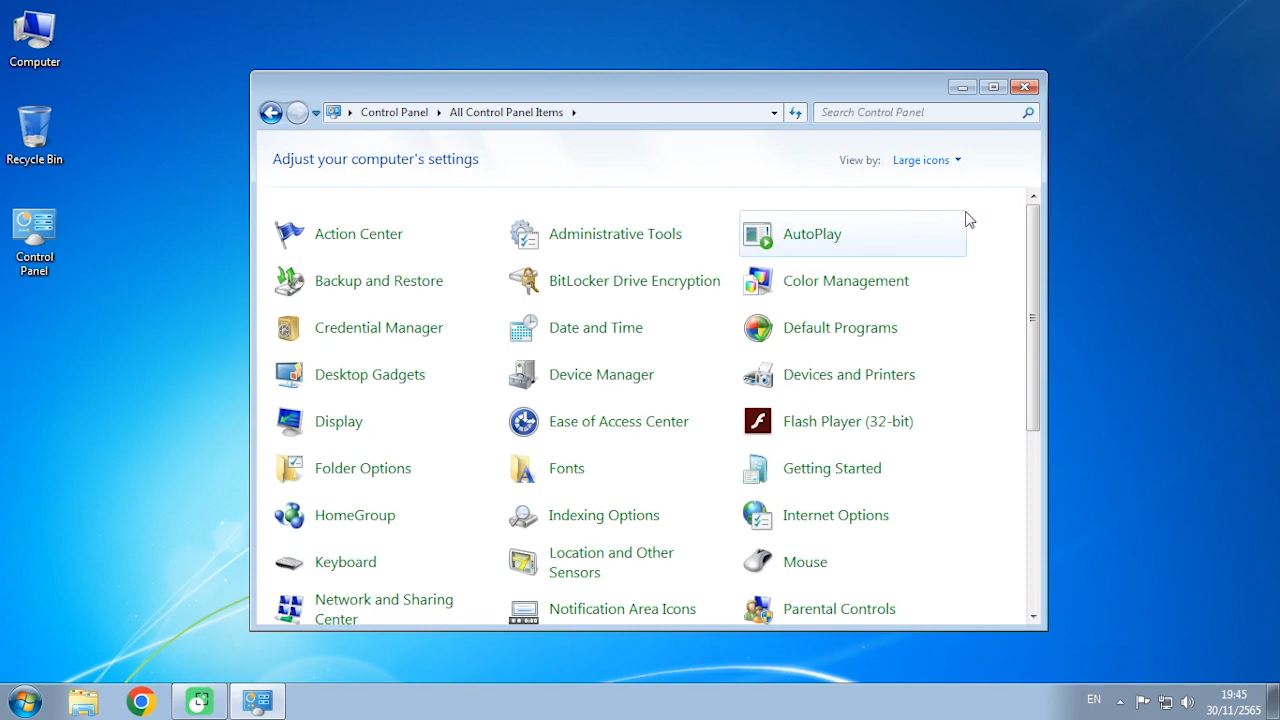 Computer
Recycle Bin
Control
Panel
Control Panel
All Control Panel Items
Search Control Panel
Adjust your computer's settings
View by:
Large icons
Action Center
Administrative Tools
AutoPlay
Backup and Restore
BitLocker Drive Encryption
Color Management
Credential Manager
Date and Time
Default Programs
Desktop Gadgets
Device Manager
Devices and Printers
Display
Ease of Access Center
Flash Player (32-bit)
Folder Options
Fonts
Getting Started
HomeGroup
Indexing Options
Internet Options
Keyboard
Location and Other
Sensors
Mouse
Network and Sharing
Center
Notification Area Icons
Parental Controls
EN
19:45
30/11/2565